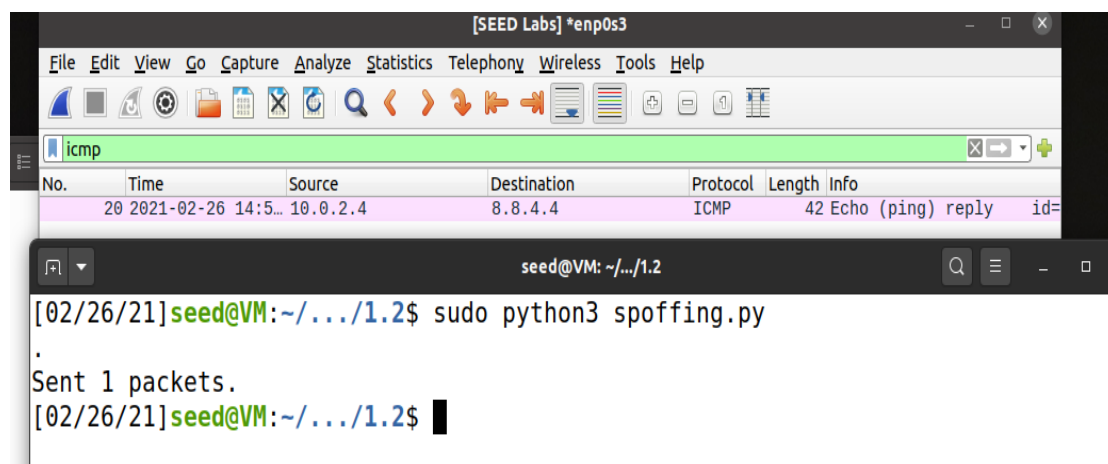 [SEED Labs] *enp0s3
File Edit View Go Capture Analyze Statistics Telephony Wireless Tools Help
icmp
No. Time Source Destination Protocol Length Info
20 2021-02-26 14:5… 10.0.2.4 8.8.4.4 ICMP 42 Echo (ping) reply id=
seed@VM: ~/.../1.2
[02/26/21]seed@VM:~/.../1.2$ sudo python3 spoffing.py
.
Sent 1 packets.
[02/26/21]seed@VM:~/.../1.2$